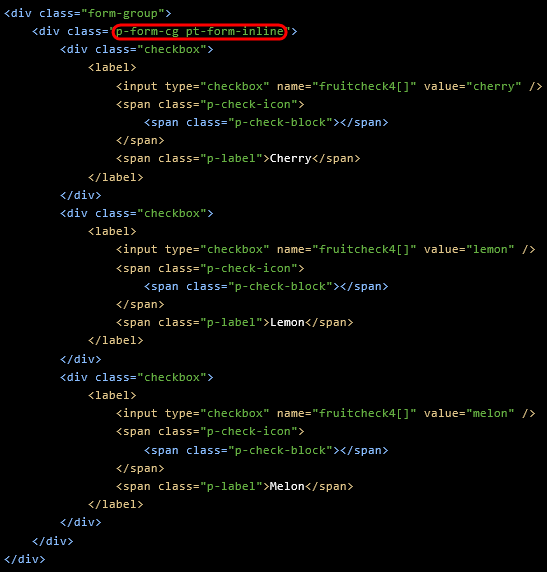 <div class="form-group">
    <div class="p-form-cg pt-form-inline">
        <div class="checkbox">
            <label>
                <input type="checkbox" name="fruitcheck4[]" value="cherry" />
                <span class="p-check-icon">
                    <span class="p-check-block"></span>
                </span>
                <span class="p-label">Cherry</span>
            </label>
        </div>
        <div class="checkbox">
            <label>
                <input type="checkbox" name="fruitcheck4[]" value="lemon" />
                <span class="p-check-icon">
                    <span class="p-check-block"></span>
                </span>
                <span class="p-label">Lemon</span>
            </label>
        </div>
        <div class="checkbox">
            <label>
                <input type="checkbox" name="fruitcheck4[]" value="melon" />
                <span class="p-check-icon">
                    <span class="p-check-block"></span>
                </span>
                <span class="p-label">Melon</span>
            </label>
        </div>
    </div>
</div>